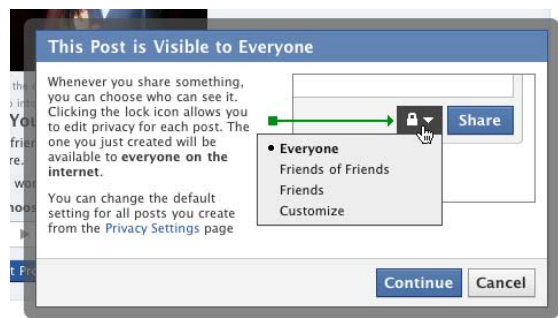 This Post is Visible to Everyone
Whenever you share something,
you can choose who can see it.
Clicking the lock icon allows you
to edit privacy for each post. The
one you just created will be
available to everyone on the
internet.
You can change the default
setting for all posts you create
from the Privacy Settings page
Share
Everyone
Friends of Friends
Friends
Customize
Continue
Cancel